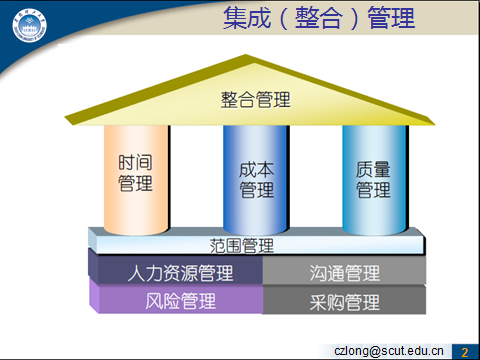 集成（整合）管理
整合管理
时间
管理
成本
管理
质量
管理
范围管理
人力资源管理
沟通管理
风险管理
采购管理
czlong@scut.edu.cn
2